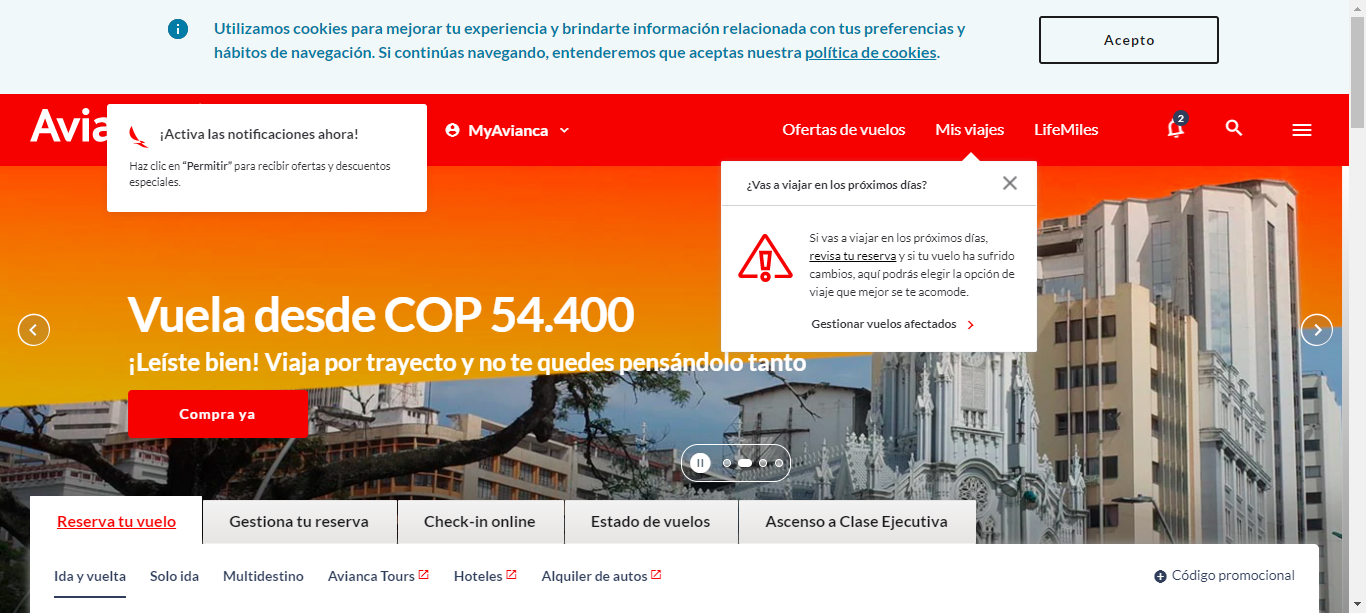 Utilizamos cookies para mejorar tu experiencia y brindarte información relacionada con tus preferencias y
hábitos de navegación. Si continúas navegando, entenderemos que aceptas nuestra política de cookies.
Acepto
Avia
¡Activa las notificaciones ahora!
Haz clic en “Permitir” para recibir ofertas y descuentos
especiales.
MyAvianca
Ofertas de vuelos
Mis viajes
LifeMiles
2
¿Vas a viajar en los próximos días?
Si vas a viajar en los próximos días,
revisa tu reserva y si tu vuelo ha sufrido
cambios, aquí podrás elegir la opción de
viaje que mejor se te acomode.
Gestionar vuelos afectados
Vuela desde COP 54.400
¡Leíste bien! Viaja por trayecto y no te quedes pensándolo tanto
Compra ya
Reserva tu vuelo
Gestiona tu reserva
Check-in online
Estado de vuelos
Ascenso a Clase Ejecutiva
Ida y vuelta
Solo ida
Multidestino
Avianca Tours
Hoteles
Alquiler de autos
Código promocional